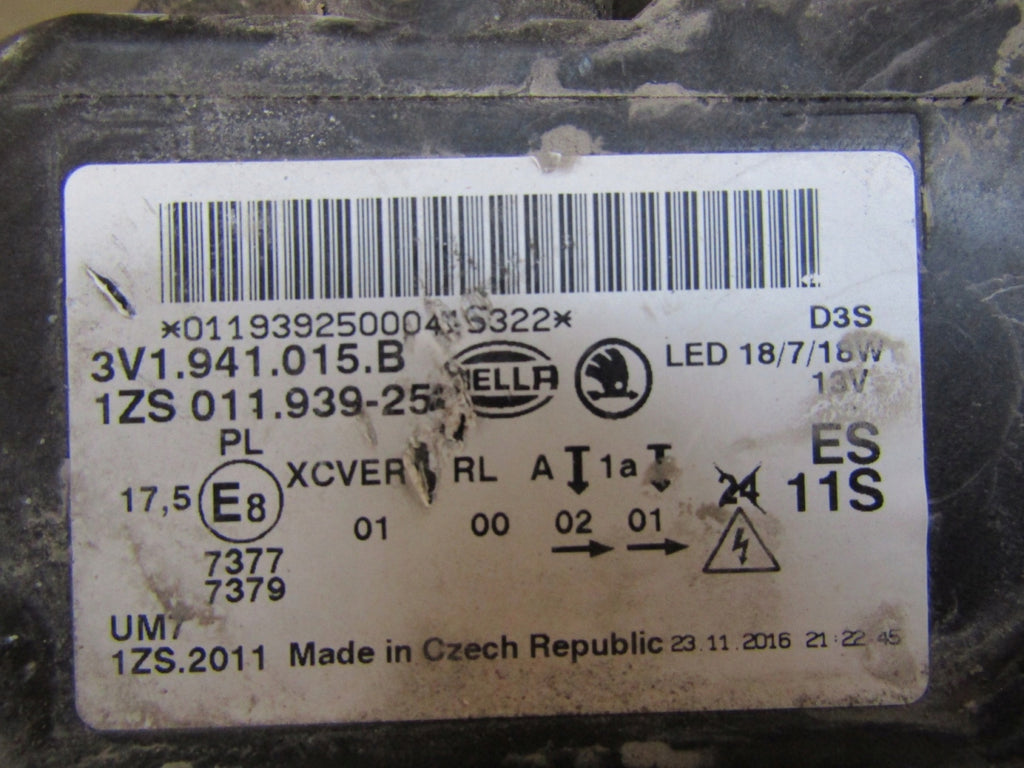 *01193925000 S322*
D3S
3V1.941.015.B
HELLA
LED 18/7/18W
13V
1ZS 011.939-25
PL
XCVER RL A 1a
ES
17,5 E8
24
11S
01 00 02 01
7377
7379
UM7
1ZS.2011 Made in Czech Republic 23.11.2016 21:22:45